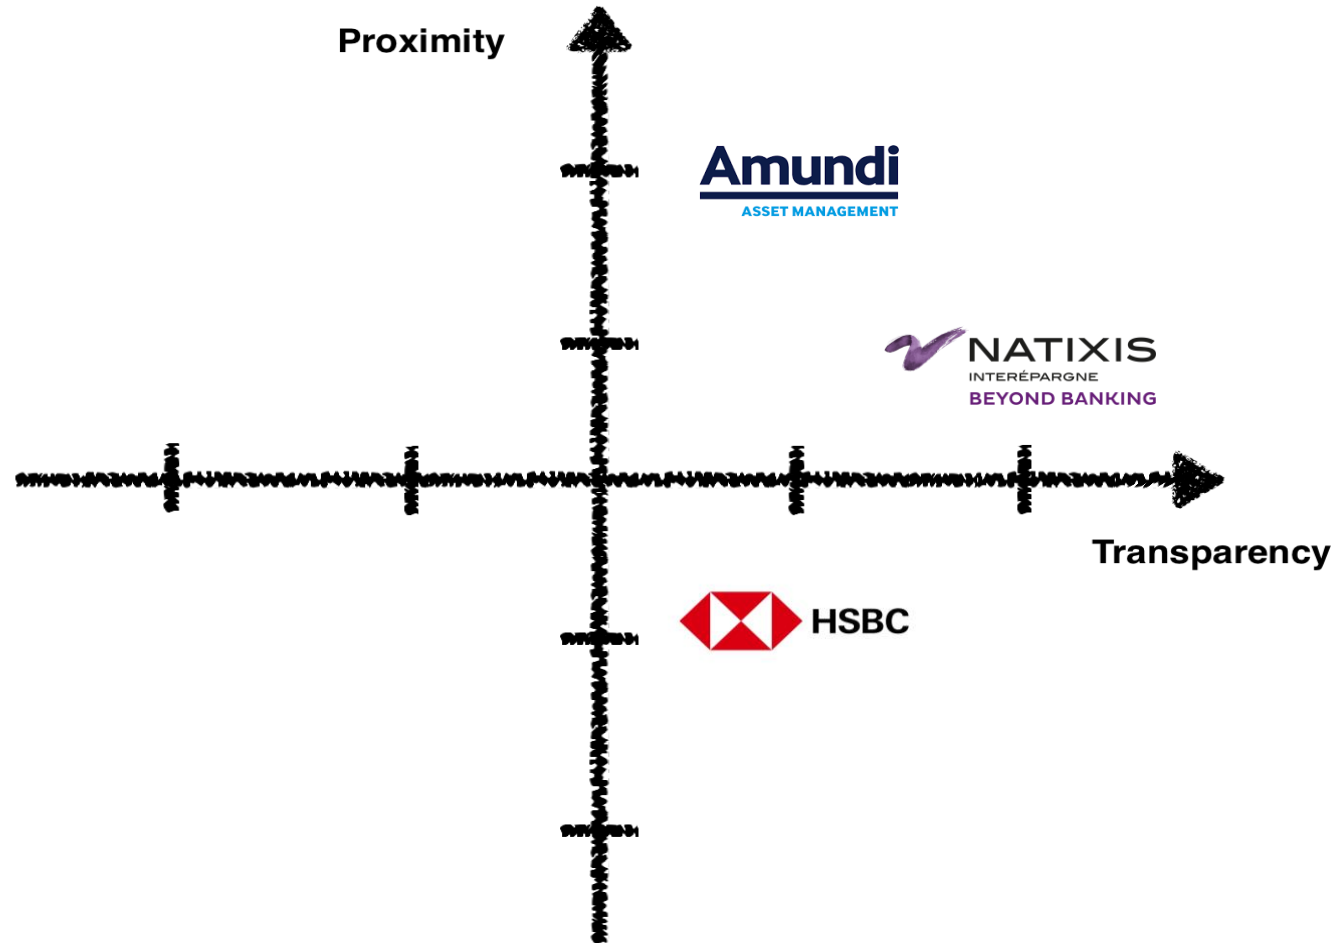 Proximity
Amundi
ASSET MANAGEMENT
NATIXIS
INTERÉPARGNE
BEYOND BANKING
Transparency
HSBC